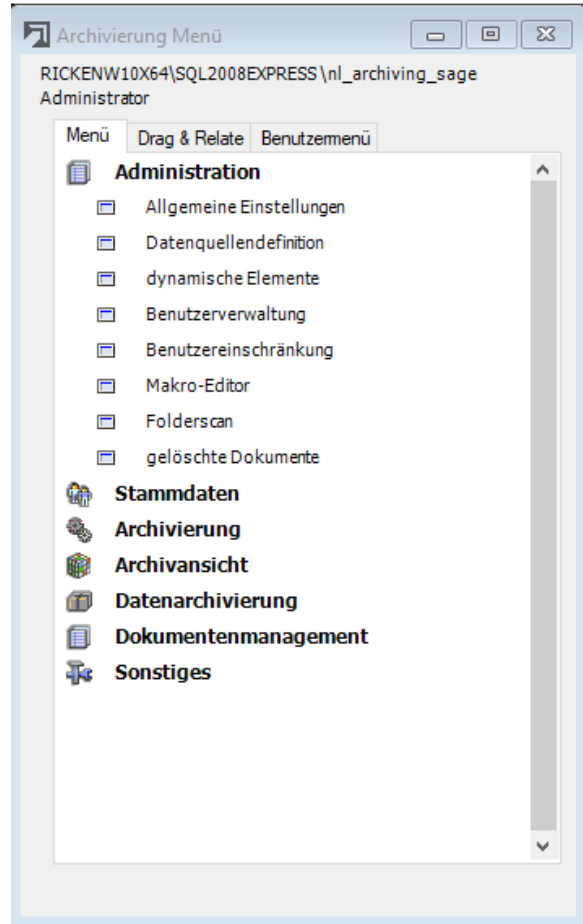 Archivierung Menü
RICKENW10X64\SQL2008EXPRESS\nl_archiving_sage
Administrator
Menü Drag & Relate Benutzermenü
Administration
Allgemeine Einstellungen
Datenquellendefinition
dynamische Elemente
Benutzerverwaltung
Benutzereinschränkung
Makro-Editor
Folderscan
gelöschte Dokumente
Stammdaten
Archivierung
Archivansicht
Datenarchivierung
Dokumentenmanagement
Sonstiges